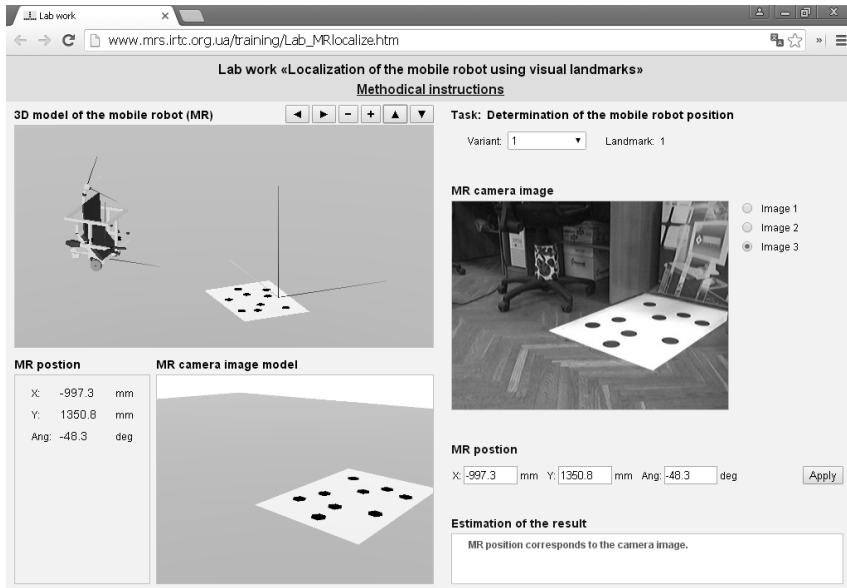 Lab work
www.mrs.irtc.org.ua/training/Lab_MRlocalize.htm
Lab work «Localization of the mobile robot using visual landmarks»
Methodical instructions
3D model of the mobile robot (MR)
Task: Determination of the mobile robot position
Variant: 1 Landmark: 1
MR camera image
Image 1
Image 2
Image 3
MR postion
X: -997.3 mm
Y: 1350.8 mm
Ang: -48.3 deg
MR camera image model
MR postion
X: -997.3 mm Y: 1350.8 mm Ang: -48.3 deg Apply
Estimation of the result
MR position corresponds to the camera image.